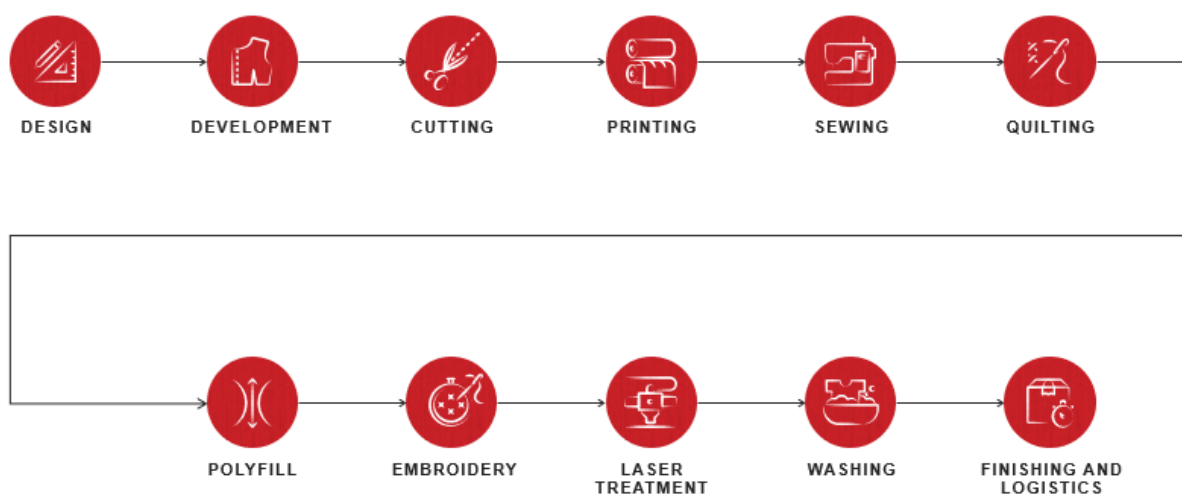 DESIGN
DEVELOPMENT
CUTTING
PRINTING
SEWING
QUILTING
POLYFILL
EMBROIDERY
LASER
TREATMENT
WASHING
FINISHING AND
LOGISTICS